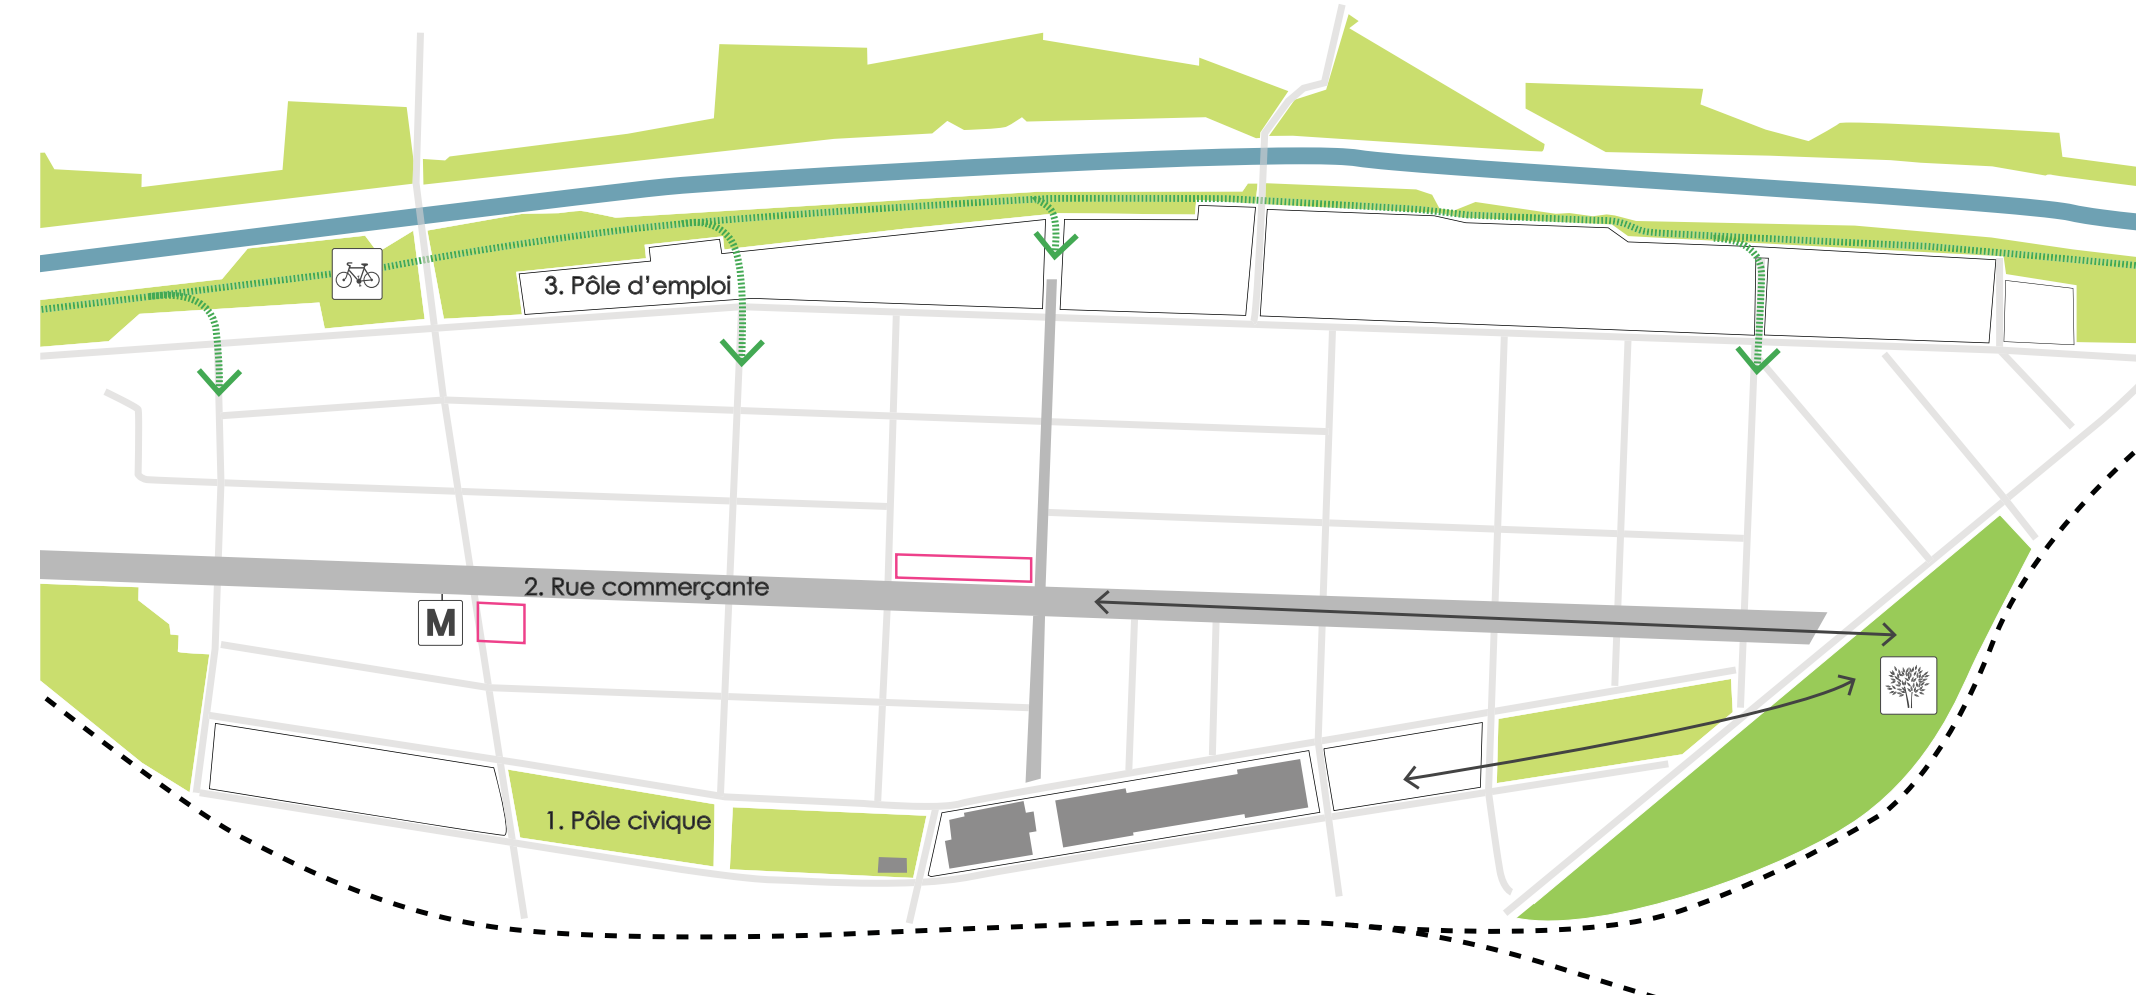 3. Pôle d'emploi
2. Rue commerçante
M
1. Pôle civique